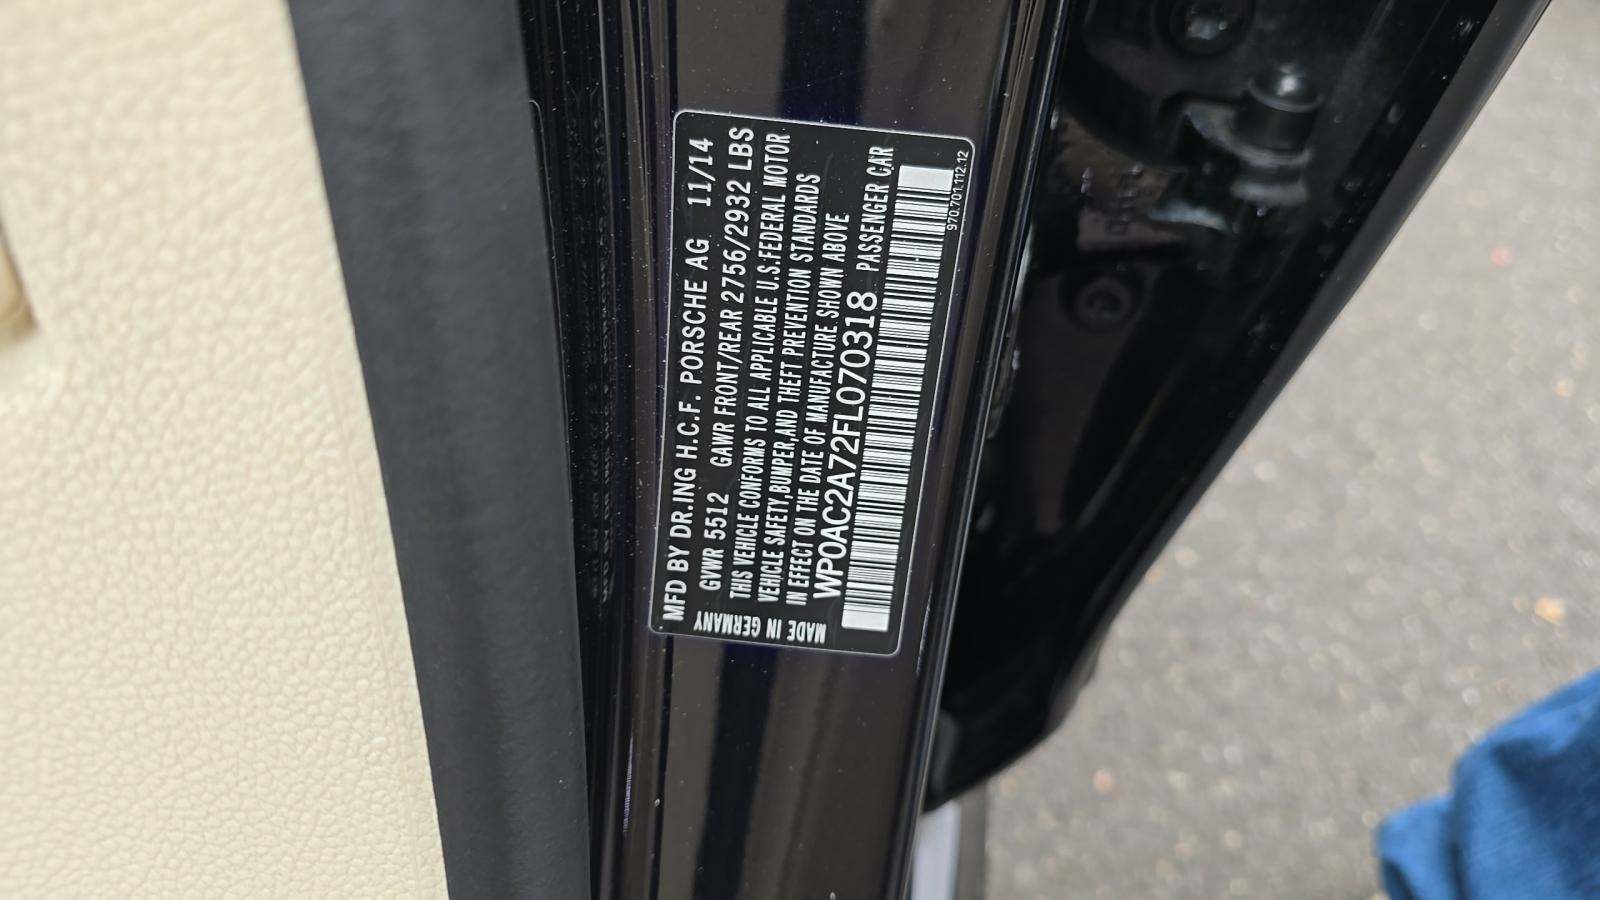 MFD BY DR.ING H.C.F. PORSCHE AG 11/14
GVWR 5512 GAWR FRONT/REAR 2756/2932 LBS
THIS VEHICLE CONFORMS TO ALL APPLICABLE U.S.FEDERAL MOTOR
VEHICLE SAFETY,BUMPER,AND THEFT PREVENTION STANDARDS
IN EFFECT ON THE DATE OF MANUFACTURE SHOWN ABOVE
WP0AC2A72FL070318 PASSENGER CAR
MADE IN GERMANY
970.701.112.12